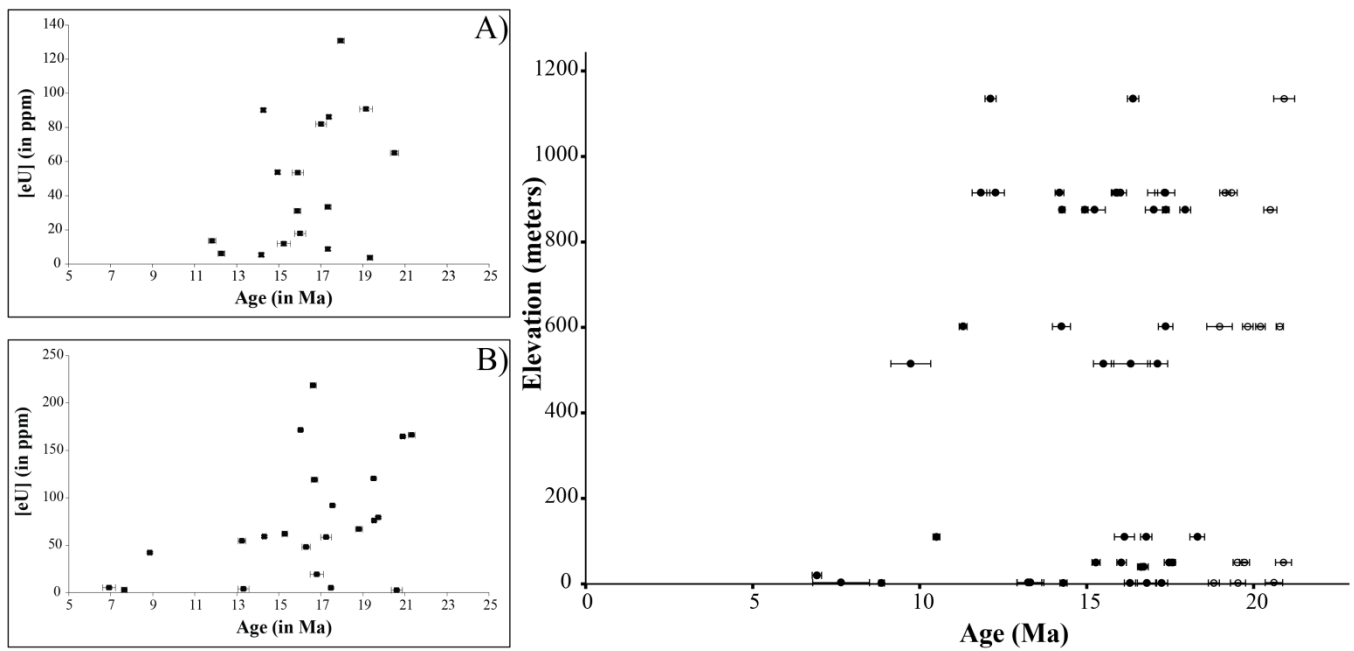 A)
[eU] (in ppm)
140
120
100
80
60
40
20
0
5 7 9 11 13 15 17 19 21 23 25
Age (in Ma)
B)
[eU] (in ppm)
250
200
150
100
50
0
5 7 9 11 13 15 17 19 21 23 25
Age (in Ma)
Elevation (meters)
1200
1000
800
600
400
200
0
0 5 10 15 20
Age (Ma)